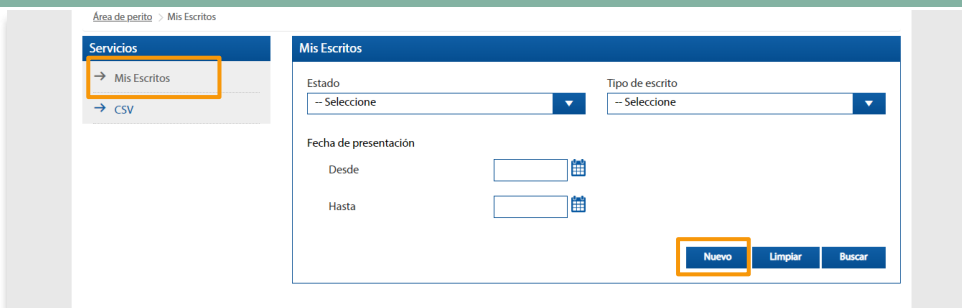 Área de perito > Mis Escritos
Servicios
→ Mis Escritos
→ CSV
Mis Escritos
Estado
Tipo de escrito
-- Seleccione
-- Seleccione
Fecha de presentación
Desde
Hasta
Nuevo
Limpiar
Buscar